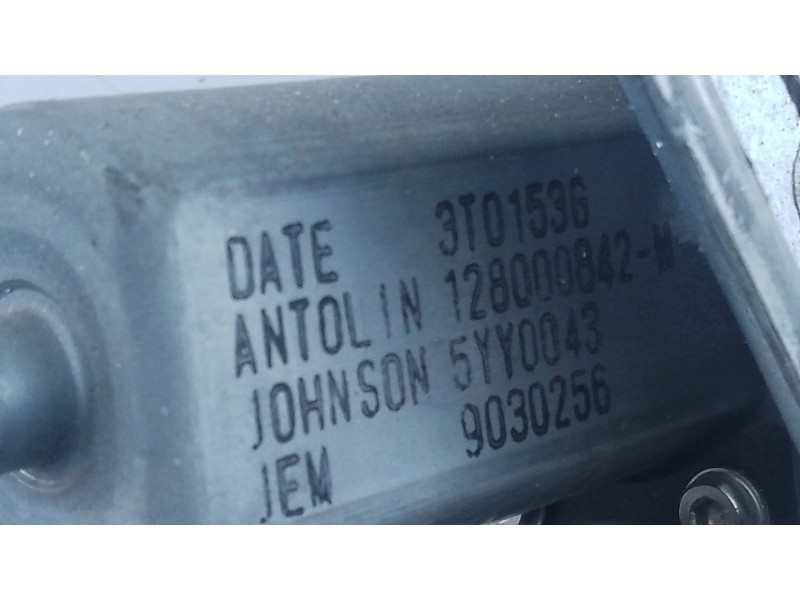 DATE 3T0153G
ANTOLIN 128000842-M
JOHNSON 5YY0043
JEM 9030256